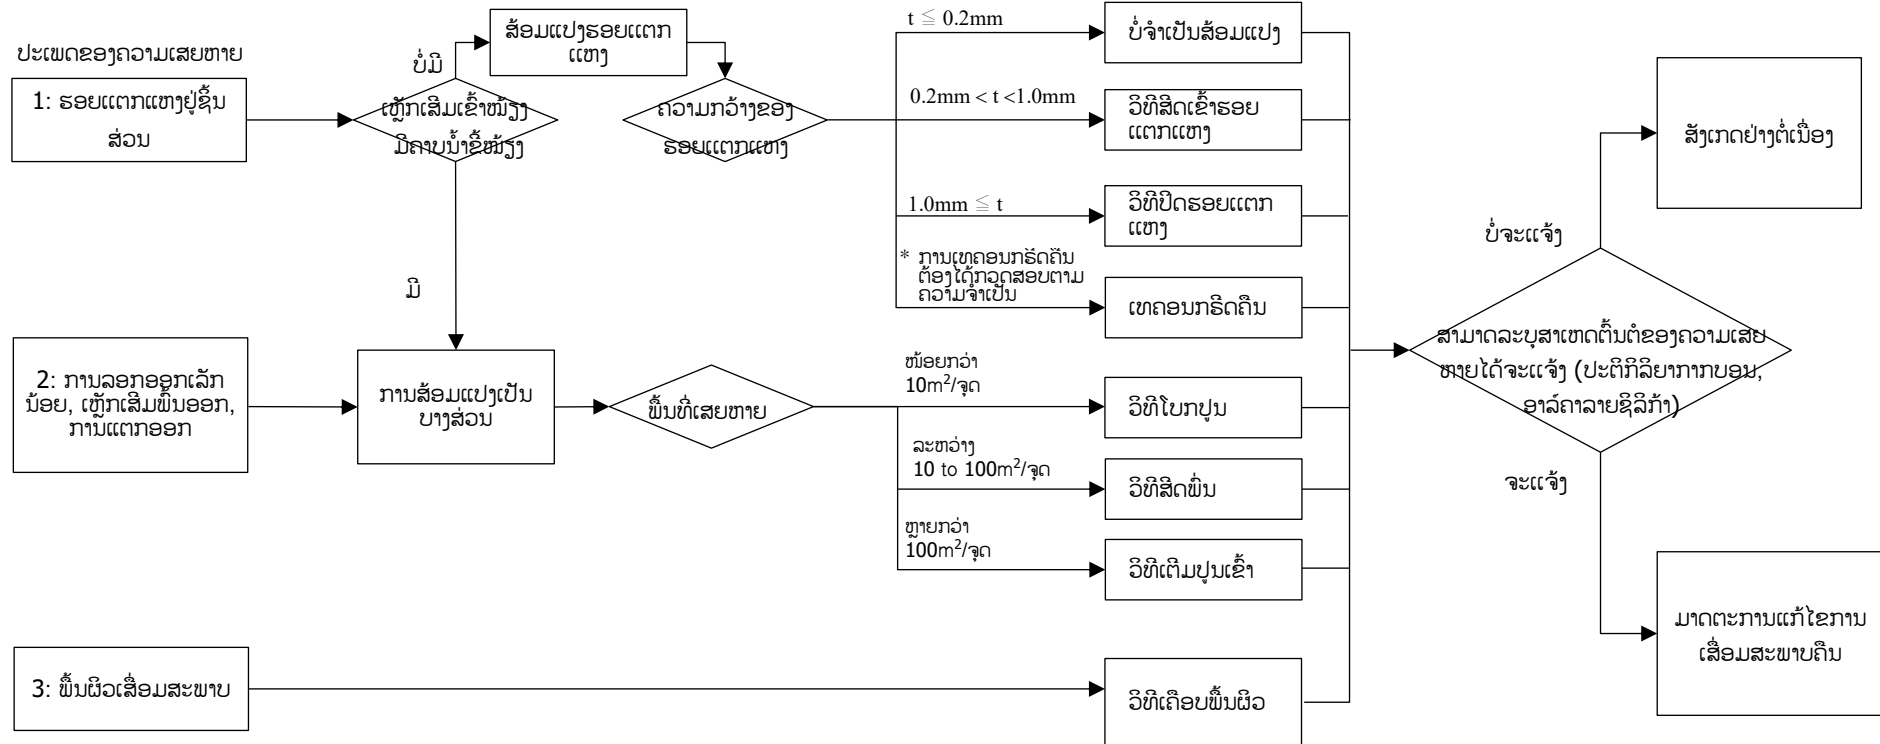 ປະເພດຂອງຄວາມເສຍຫາຍ
1: ຮອຍແຕກແຫງຢູ່ຊິ້ນ
ສ່ວນ
ບໍ່ມີ
ເຫຼັກເສີມເຂົ້າໝ້ຽງ
ມີຄາບນ້ຳຂີ້ໝ້ຽງ
ມີ
ສ້ອມແປງຮອຍແຕກ
ແຫງ
ຄວາມກວ້າງຂອງ
ຮອຍແຕກແຫງ
t ≦ 0.2mm
ບໍ່ຈຳເປັນສ້ອມແປງ
0.2mm < t <1.0mm
ວິທີສີດເຂົ້າຮອຍ
ແຕກແຫງ
1.0mm ≦ t
ວິທີປິດຮອຍແຕກ
ແຫງ
* ການເທຄອນກຣີດຄືນ
ຕ້ອງໄດ້ກວດສອບຕາມ
ຄວາມຈຳເປັນ
ເທຄອນກຣີດຄືນ
2: ການລອກອອກເລັກ
ນ້ອຍ, ເຫຼັກເສີມພົ້ນອອກ,
ການແຕກອອກ
ການສ້ອມແປງເປັນ
ບາງສ່ວນ
ພື້ນທີ່ເສຍຫາຍ
ໜ້ອຍກວ່າ
10m²/ຈຸດ
ວິທີໂບກປູນ
ລະຫວ່າງ
10 to 100m²/ຈຸດ
ວິທີສີດພົ່ນ
ຫຼາຍກວ່າ
100m²/ຈຸດ
ວິທີເຕີມປູນເຂົ້າ
3: ພື້ນຜິວເສື່ອມສະພາບ
ວິທີເຄືອບພື້ນຜິວ
ສາມາດລະບຸສາເຫດຕົ້ນຕໍຂອງຄວາມເສຍ
ຫາຍໄດ້ຈະແຈ້ງ (ປະຕິກິລິຍາກາກບອນ,
ອາລ໌ຄາລາຍຊິລິກ້າ)
ບໍ່ຈະແຈ້ງ
ສັງເກດຢ່າງຕໍ່ເນື່ອງ
ຈະແຈ້ງ
ມາດຕະການແກ້ໄຂການ
ເສື່ອມສະພາບຄືນ